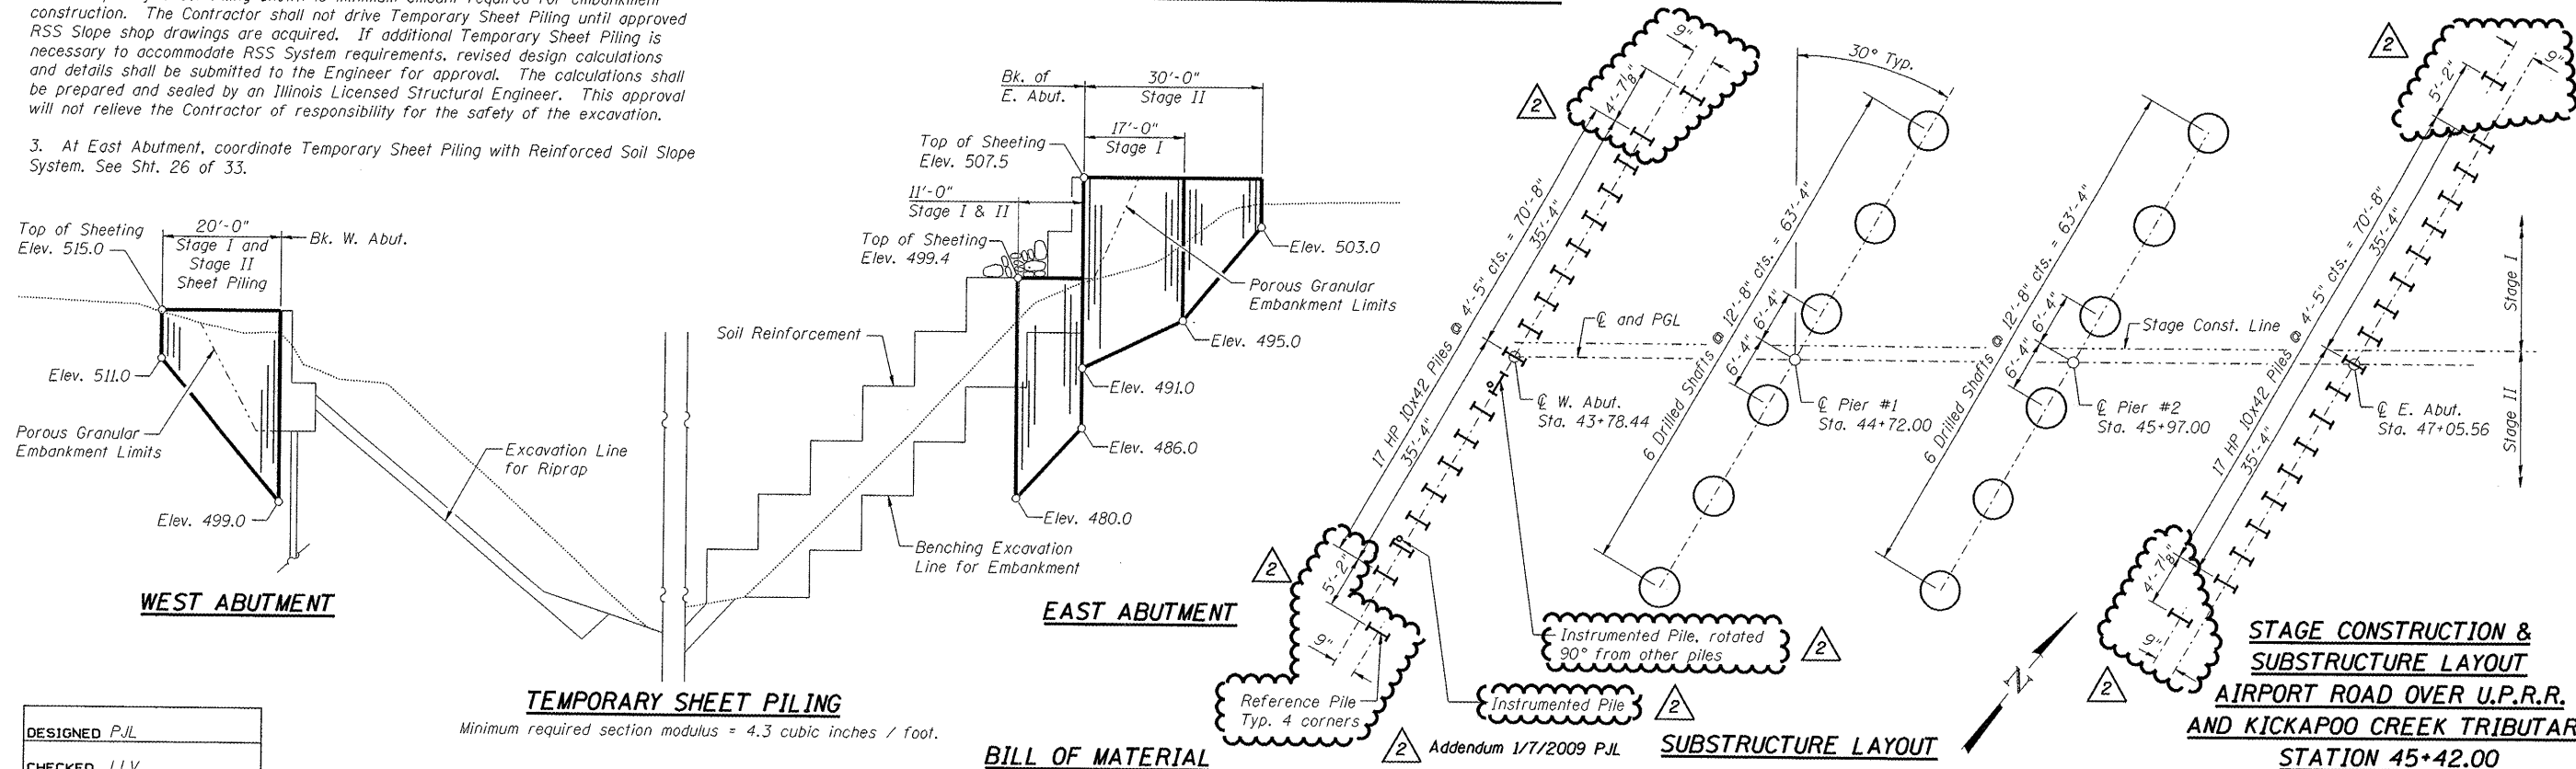 construction. The Contractor shall not drive Temporary Sheet Piling until approved
RSS Slope shop drawings are acquired. If additional Temporary Sheet Piling is
necessary to accommodate RSS System requirements, revised design calculations
and details shall be submitted to the Engineer for approval. The calculations shall
be prepared and sealed by an Illinois Licensed Structural Engineer. This approval
will not relieve the Contractor of responsibility for the safety of the excavation.
3. At East Abutment, coordinate Temporary Sheet Piling with Reinforced Soil Slope
System. See Sht. 26 of 33.
Top of Sheeting
Elev. 515.0
20'-0"
Stage I and
Stage II
Sheet Piling
Bk. W. Abut.
Elev. 511.0
Porous Granular
Embankment Limits
Elev. 499.0
Excavation Line
for Riprap
WEST ABUTMENT
Bk. of
E. Abut.
30'-0"
Stage II
17'-0"
Stage I
Top of Sheeting
Elev. 507.5
11'-0"
Stage I & II
Top of Sheeting
Elev. 499.4
Elev. 503.0
Porous Granular
Embankment Limits
Elev. 495.0
Soil Reinforcement
Elev. 491.0
Elev. 486.0
Elev. 480.0
Benching Excavation
Line for Embankment
EAST ABUTMENT
TEMPORARY SHEET PILING
Minimum required section modulus = 4.3 cubic inches / foot.
DESIGNED PJL
BILL OF MATERIAL
2
9"
4'-7 1/8"
2
30° Typ.
2
5'-2"
9"
17 HP 10x42 Piles @ 4'-5" cts. = 70'-8"
35'-4"
35'-4"
6 Drilled Shafts @ 12'-8" cts. = 63'-4"
6'-4"
6'-4"
6 Drilled Shafts @ 12'-8" cts. = 63'-4"
6'-4"
6'-4"
17 HP 10x42 Piles @ 4'-5" cts. = 70'-8"
35'-4"
35'-4"
℄ and PGL
Stage Const. Line
Stage I
Stage II
℄ W. Abut.
Sta. 43+78.44
℄ Pier #1
Sta. 44+72.00
℄ Pier #2
Sta. 45+97.00
℄ E. Abut.
Sta. 47+05.56
2
5'-2"
9"
4'-7 1/8"
9"
2
Instrumented Pile, rotated
90° from other piles
2
Instrumented Pile
2
Reference Pile
Typ. 4 corners
2 Addendum 1/7/2009 PJL
SUBSTRUCTURE LAYOUT
N
STAGE CONSTRUCTION &
SUBSTRUCTURE LAYOUT
AIRPORT ROAD OVER U.P.R.R.
AND KICKAPOO CREEK TRIBUTAR
STATION 45+42.00